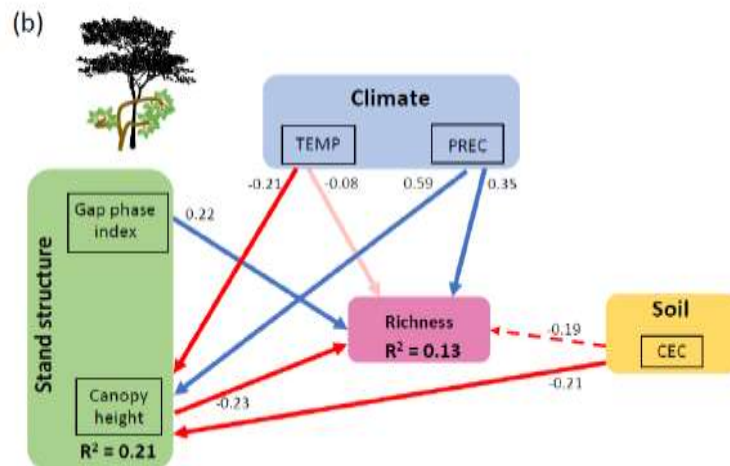 (b)
Climate
TEMP
PREC
-0.21
-0.08
0.59
0.35
Stand structure
Gap phase
index
0.22
Richness
R² = 0.13
Soil
CEC
-0.19
-0.21
Canopy
height
-0.23
R² = 0.21